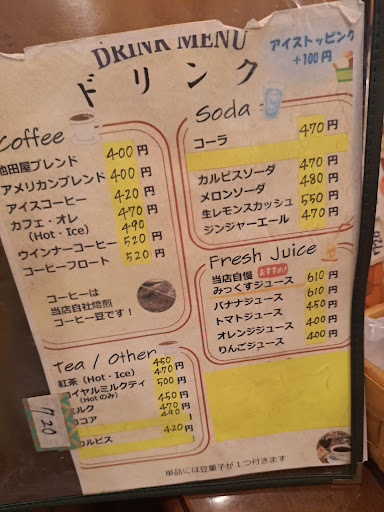 DRINK MENU
ドリンク
アイストッピング
+100円
Coffee
池田屋ブレンド 400円
アメリカンブレンド 400円
アイスコーヒー 420円
カフェ・オレ 470円
(Hot・Ice) 490
ウインナーコーヒー 520円
コーヒーフロート 520円
コーヒーは
当店自社焙煎
コーヒー豆です!
Tea / Other
紅茶 (Hot・Ice) 450 470円
ロイヤルミルクティ 500円
(Hotのみ)
ミルク 450円
ココア 470 490円
カルピス 420円
720
Soda
コーラ 470円
カルピスソーダ 470円
メロンソーダ 480円
生レモンスカッシュ 550円
ジンジャーエール 470円
Fresh Juice
当店自慢 おすすめ!
みっくすジュース 610円
バナナジュース 610円
トマトジュース 450円
オレンジジュース 400円
りんごジュース 400円
単品には豆菓子が1つ付きます